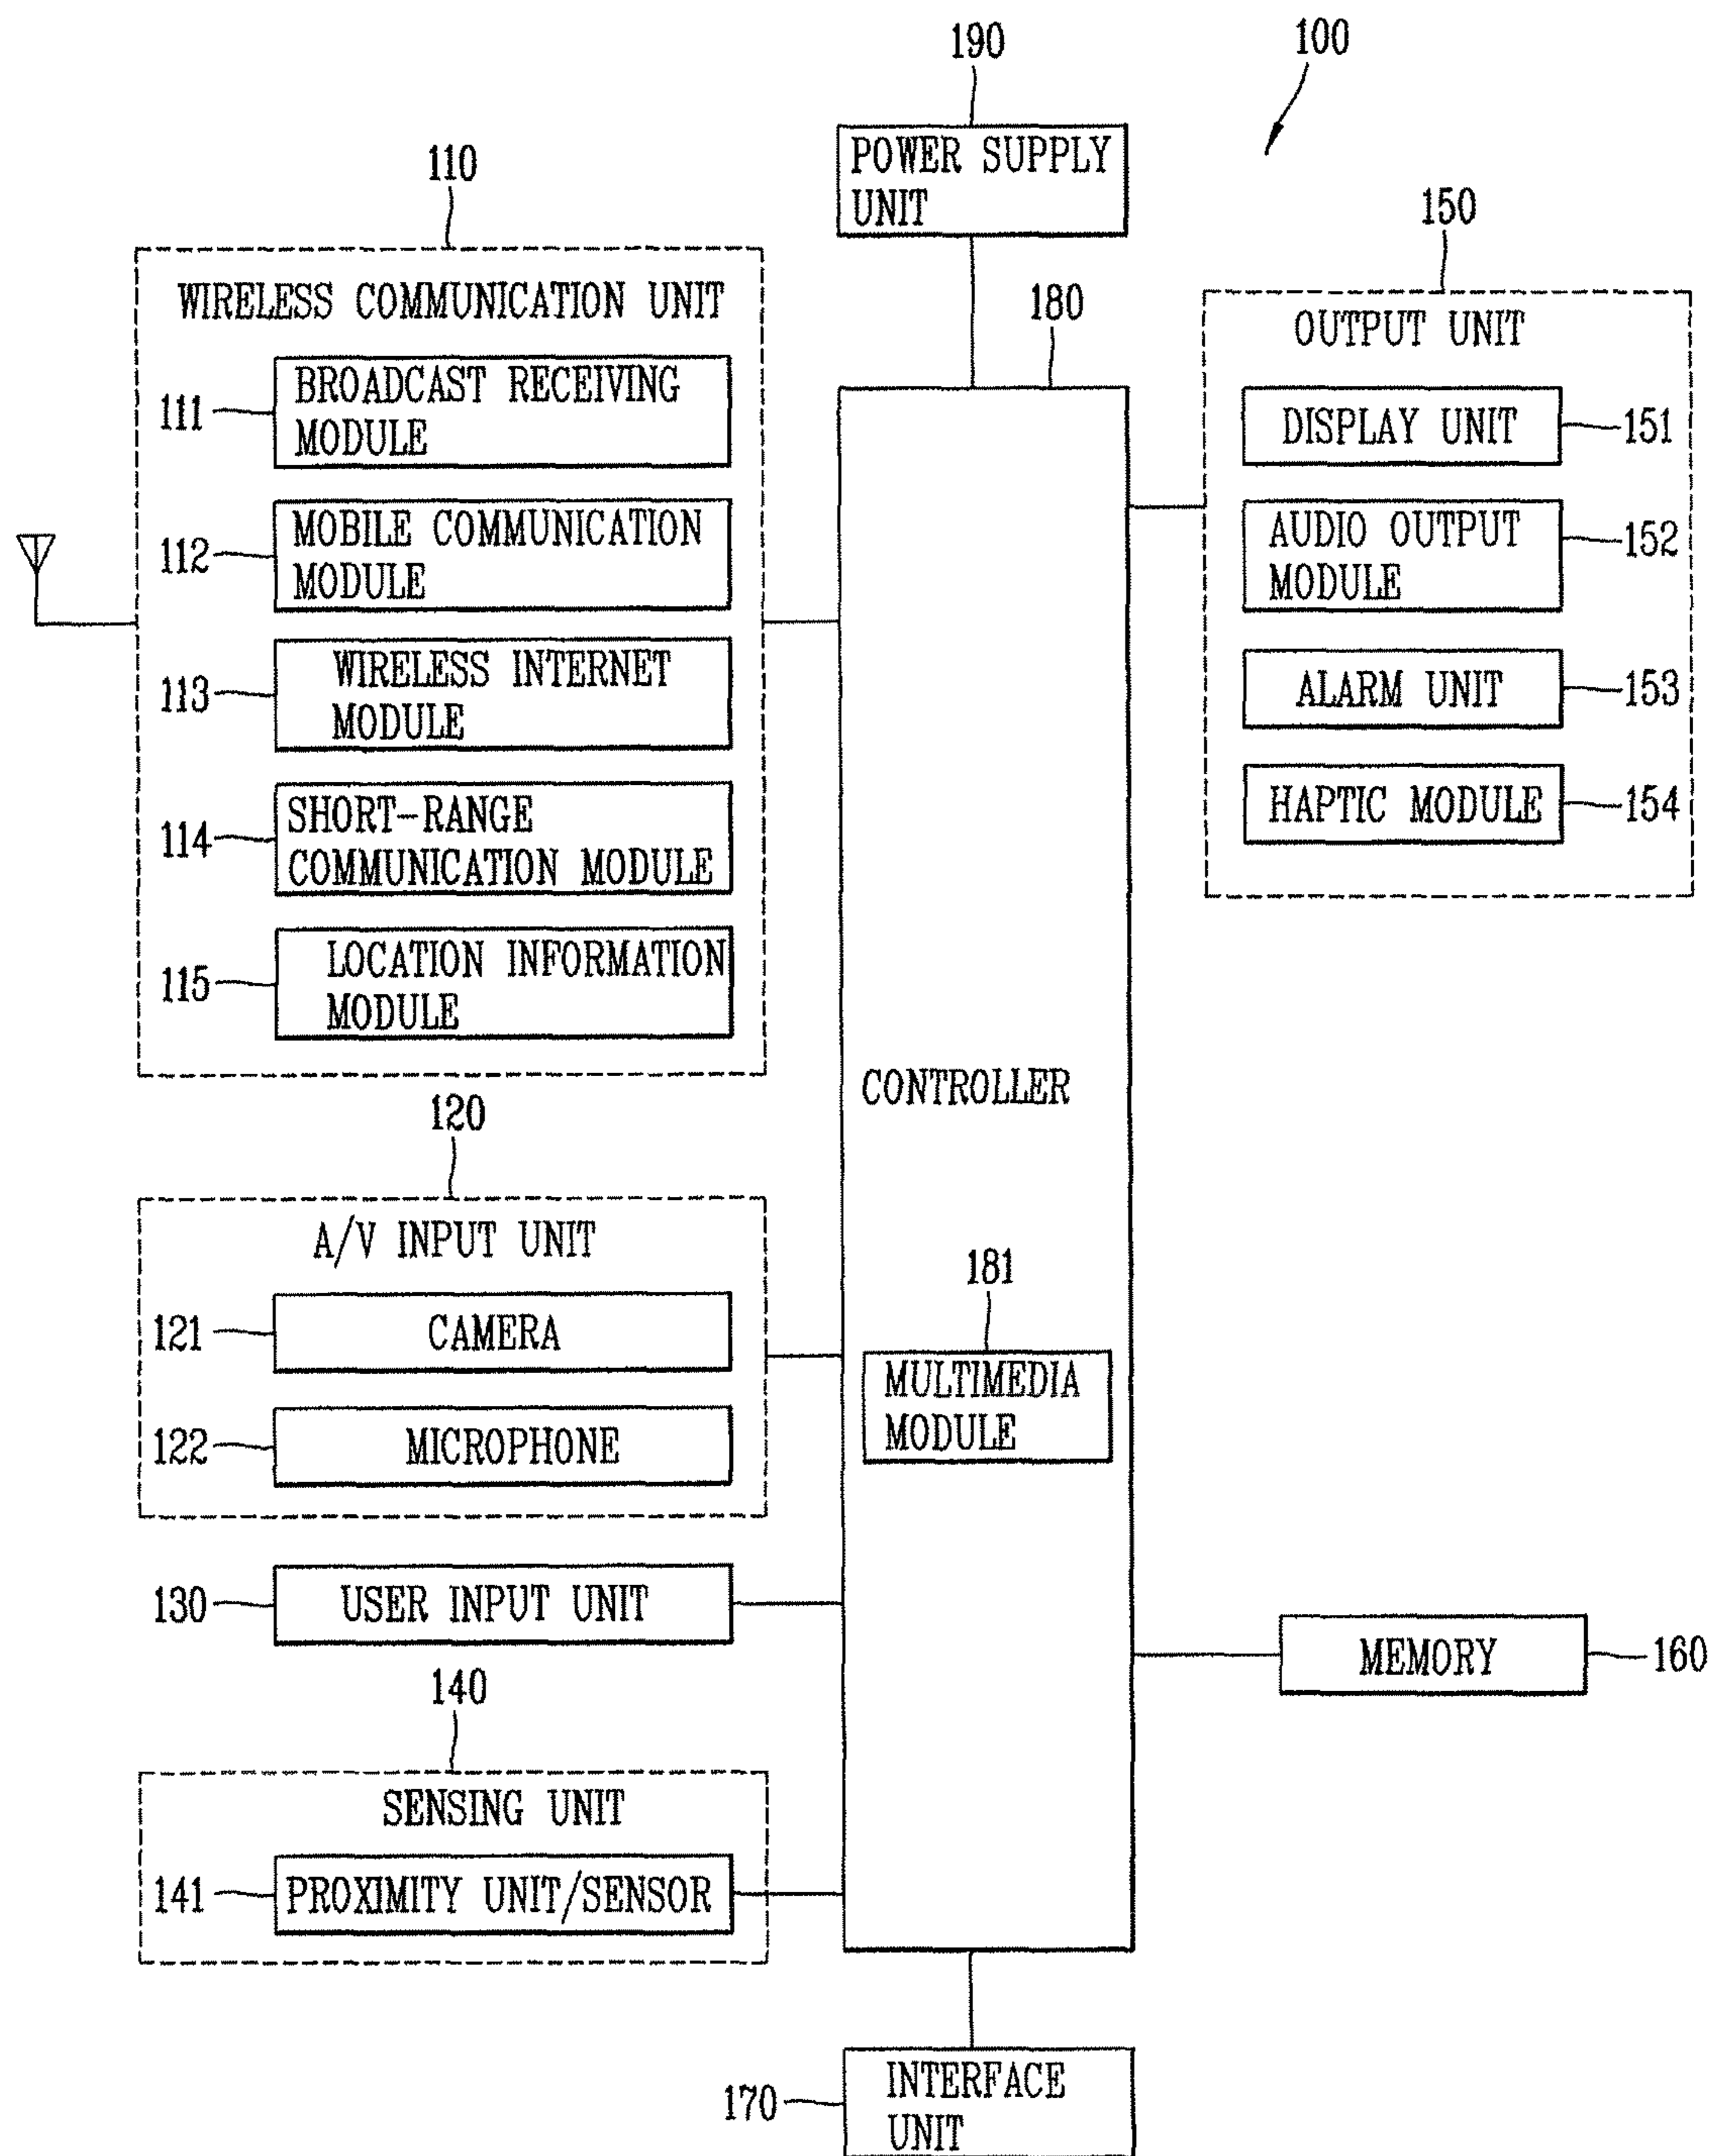 100
190
POWER SUPPLY
UNIT
110
WIRELESS COMMUNICATION UNIT
111
BROADCAST RECEIVING
MODULE
112
MOBILE COMMUNICATION
MODULE
113
WIRELESS INTERNET
MODULE
114
SHORT-RANGE
COMMUNICATION MODULE
115
LOCATION INFORMATION
MODULE
120
A/V INPUT UNIT
121
CAMERA
122
MICROPHONE
130
USER INPUT UNIT
140
SENSING UNIT
141
PROXIMITY UNIT/SENSOR
180
CONTROLLER
181
MULTIMEDIA
MODULE
150
OUTPUT UNIT
DISPLAY UNIT
151
AUDIO OUTPUT
MODULE
152
ALARM UNIT
153
HAPTIC MODULE
154
MEMORY
160
170
INTERFACE
UNIT